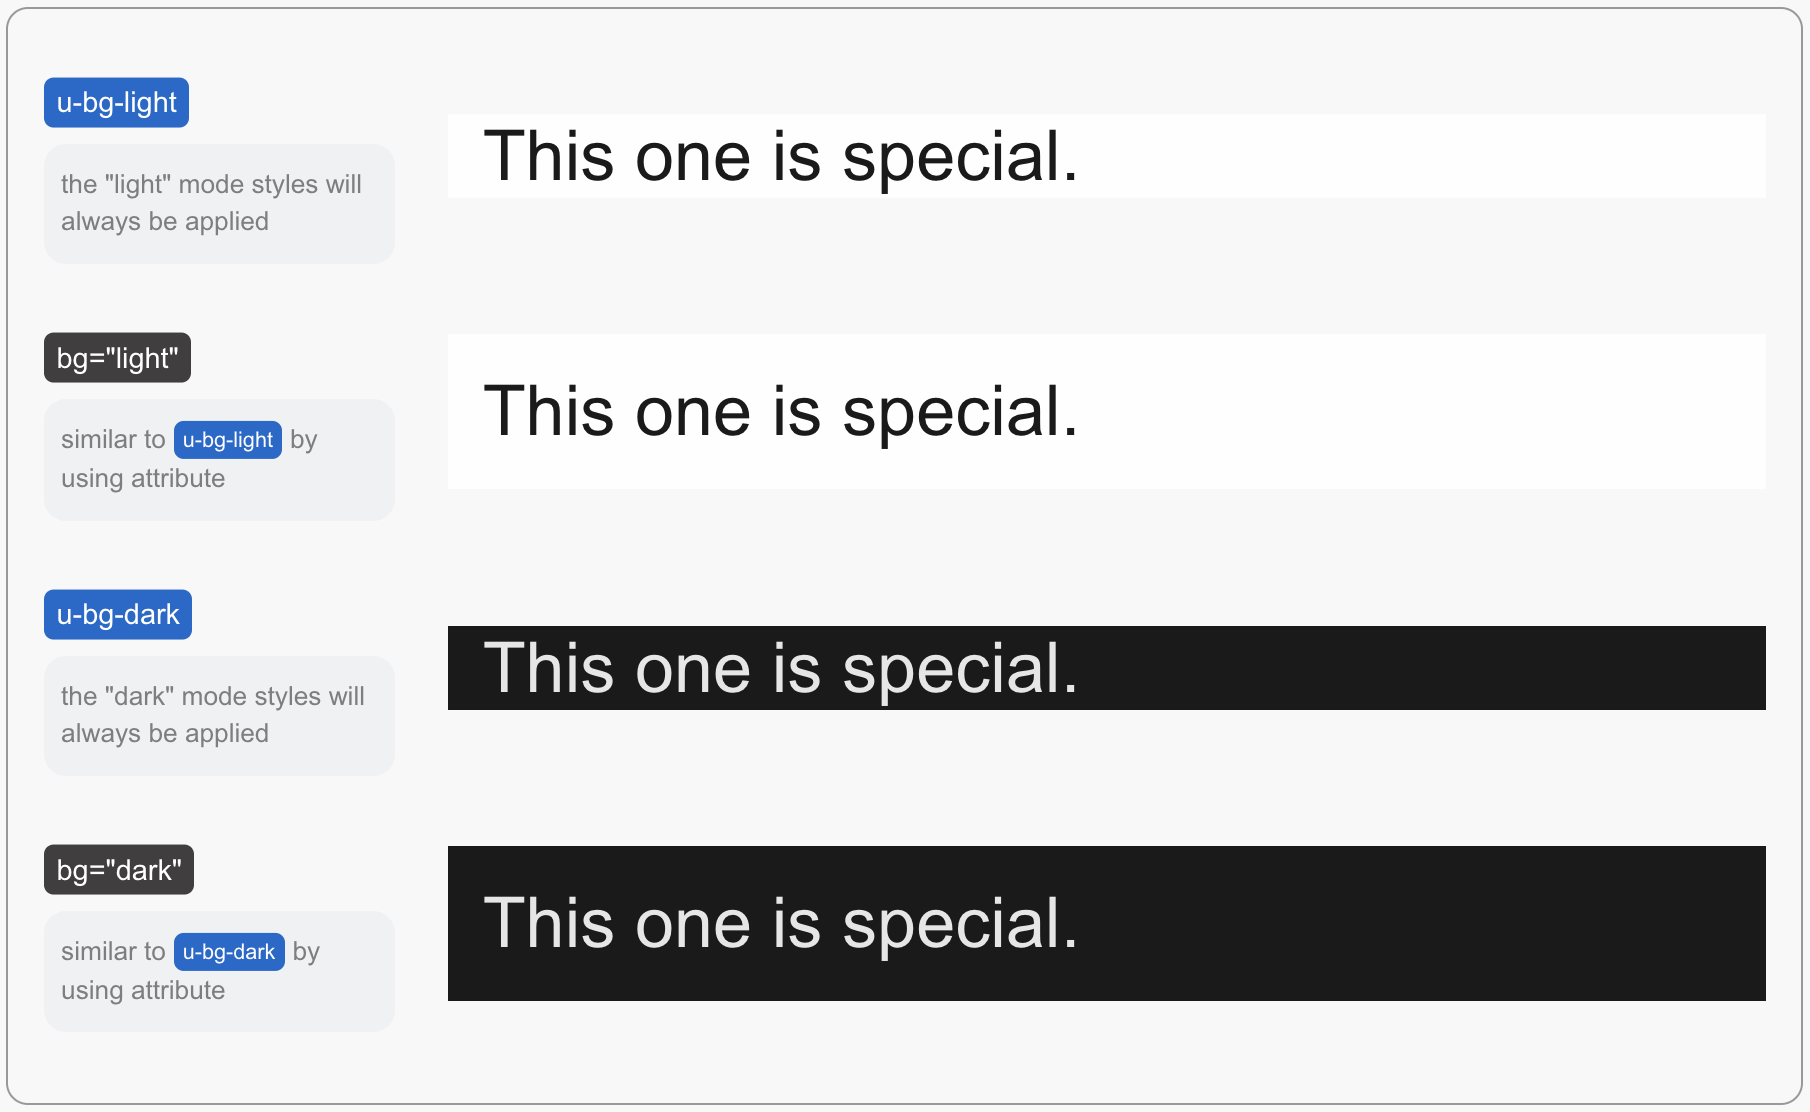 u-bg-light
the "light" mode styles will
always be applied
This one is special.
bg="light"
similar to u-bg-light by
using attribute
This one is special.
u-bg-dark
the "dark" mode styles will
always be applied
This one is special.
bg="dark"
similar to u-bg-dark by
using attribute
This one is special.